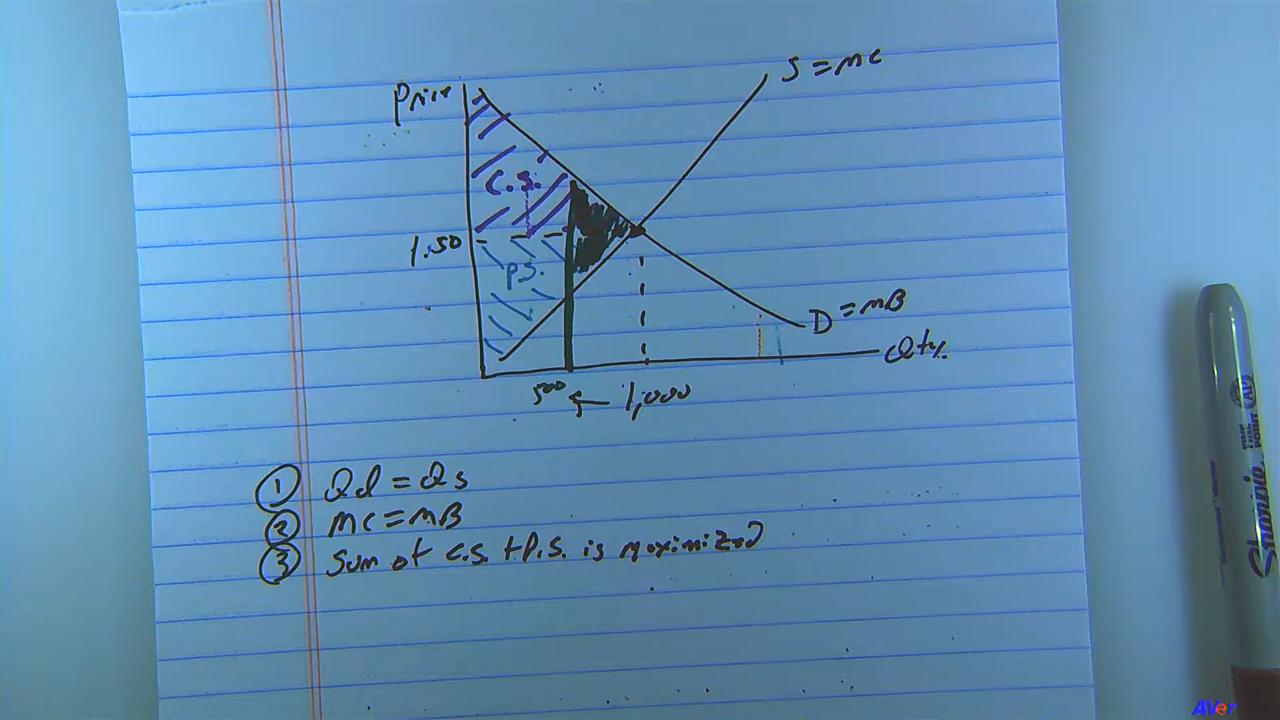 Price
S = MC
C.S.
1.50
P.S.
D = MB
Qty.
500 ← 1,000
① Qd = Qs
② MC = MB
③ Sum of C.S. + P.S. is maximized
Sharpie
AVer